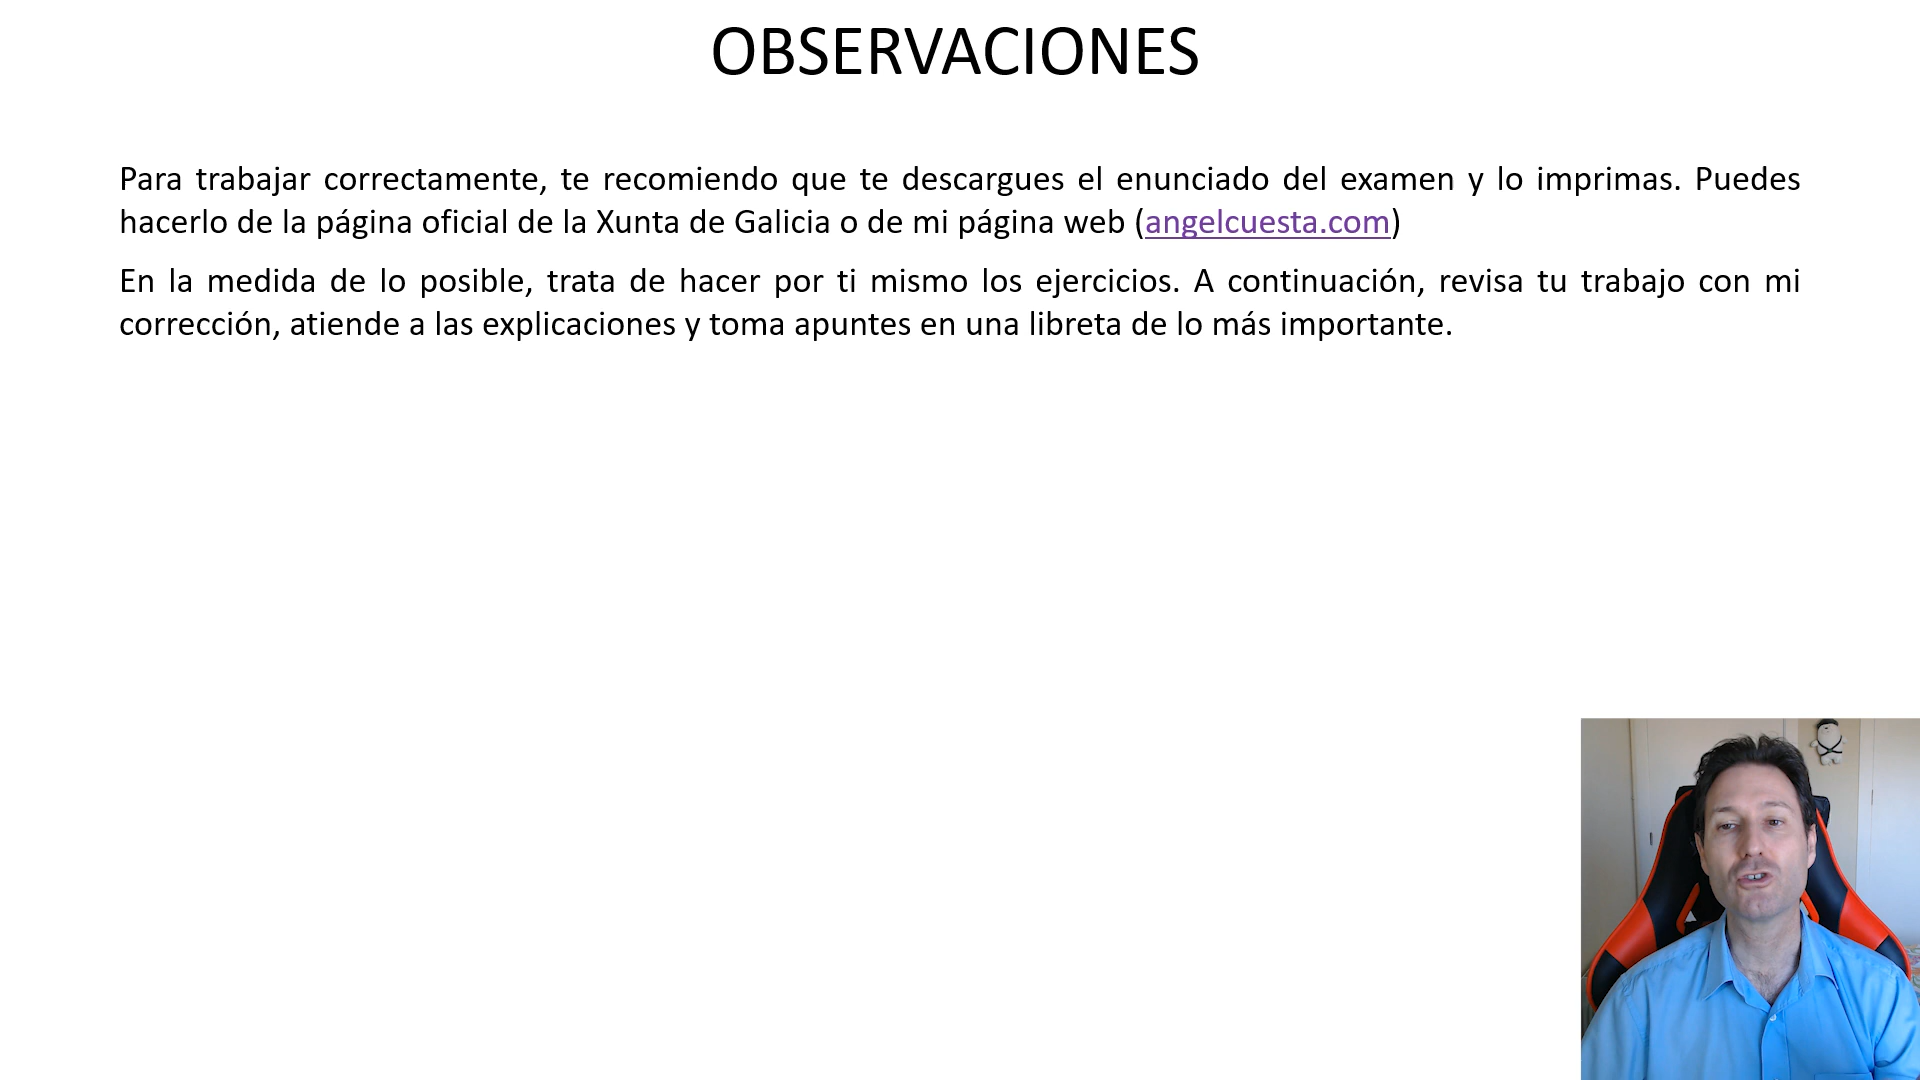 OBSERVACIONES
Para trabajar correctamente, te recomiendo que te descargues el enunciado del examen y lo imprimas. Puedes
hacerlo de la página oficial de la Xunta de Galicia o de mi página web (angelcuesta.com)
En la medida de lo posible, trata de hacer por ti mismo los ejercicios. A continuación, revisa tu trabajo con mi
corrección, atiende a las explicaciones y toma apuntes en una libreta de lo más importante.